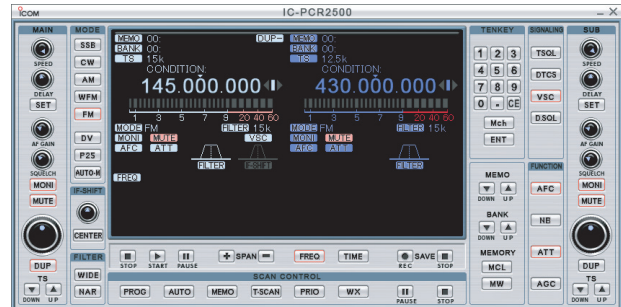 ICOM IC-PCR2500
MAIN MODE TENKEY SIGNALING SUB
SSB CW AM WFM FM DV P25 AUTO-M
SPEED
DELAY
SET
AF GAIN
SQUELCH
MONI
MUTE
DUP
TS
DOWN UP
IF-SHIFT
CENTER
FILTER
WIDE
NAR
MEMO 00: DUP- MEMO 00:
BANK 00: BANK 00:
TS 15k TS 12.5k
CONDITION: CONDITION:
145.000.000 430.000.000
1 3 5 7 9 20 40 60 1 3 5 7 9 20 40 60
MODE FM FILTER 15k MODE FM FILTER 15k
MONI MUTE VSC MONI MUTE
AFC ATT AFC ATT
FILTER IF-SHIFT FILTER
FREQ
STOP START PAUSE SPAN FREQ TIME REC SAVE STOP
SCAN CONTROL
PROG AUTO MEMO T-SCAN PRIO WX PAUSE STOP
1 2 3
4 5 6
7 8 9
0 . CE
Mch
ENT
MEMO
DOWN UP
BANK
DOWN UP
MEMORY
MCL
MW
TSQL
DTCS
VSC
D.SQL
FUNCTION
AFC
NB
ATT
AGC
SPEED
DELAY
SET
AF GAIN
SQUELCH
MONI
MUTE
DUP
TS
DOWN UP